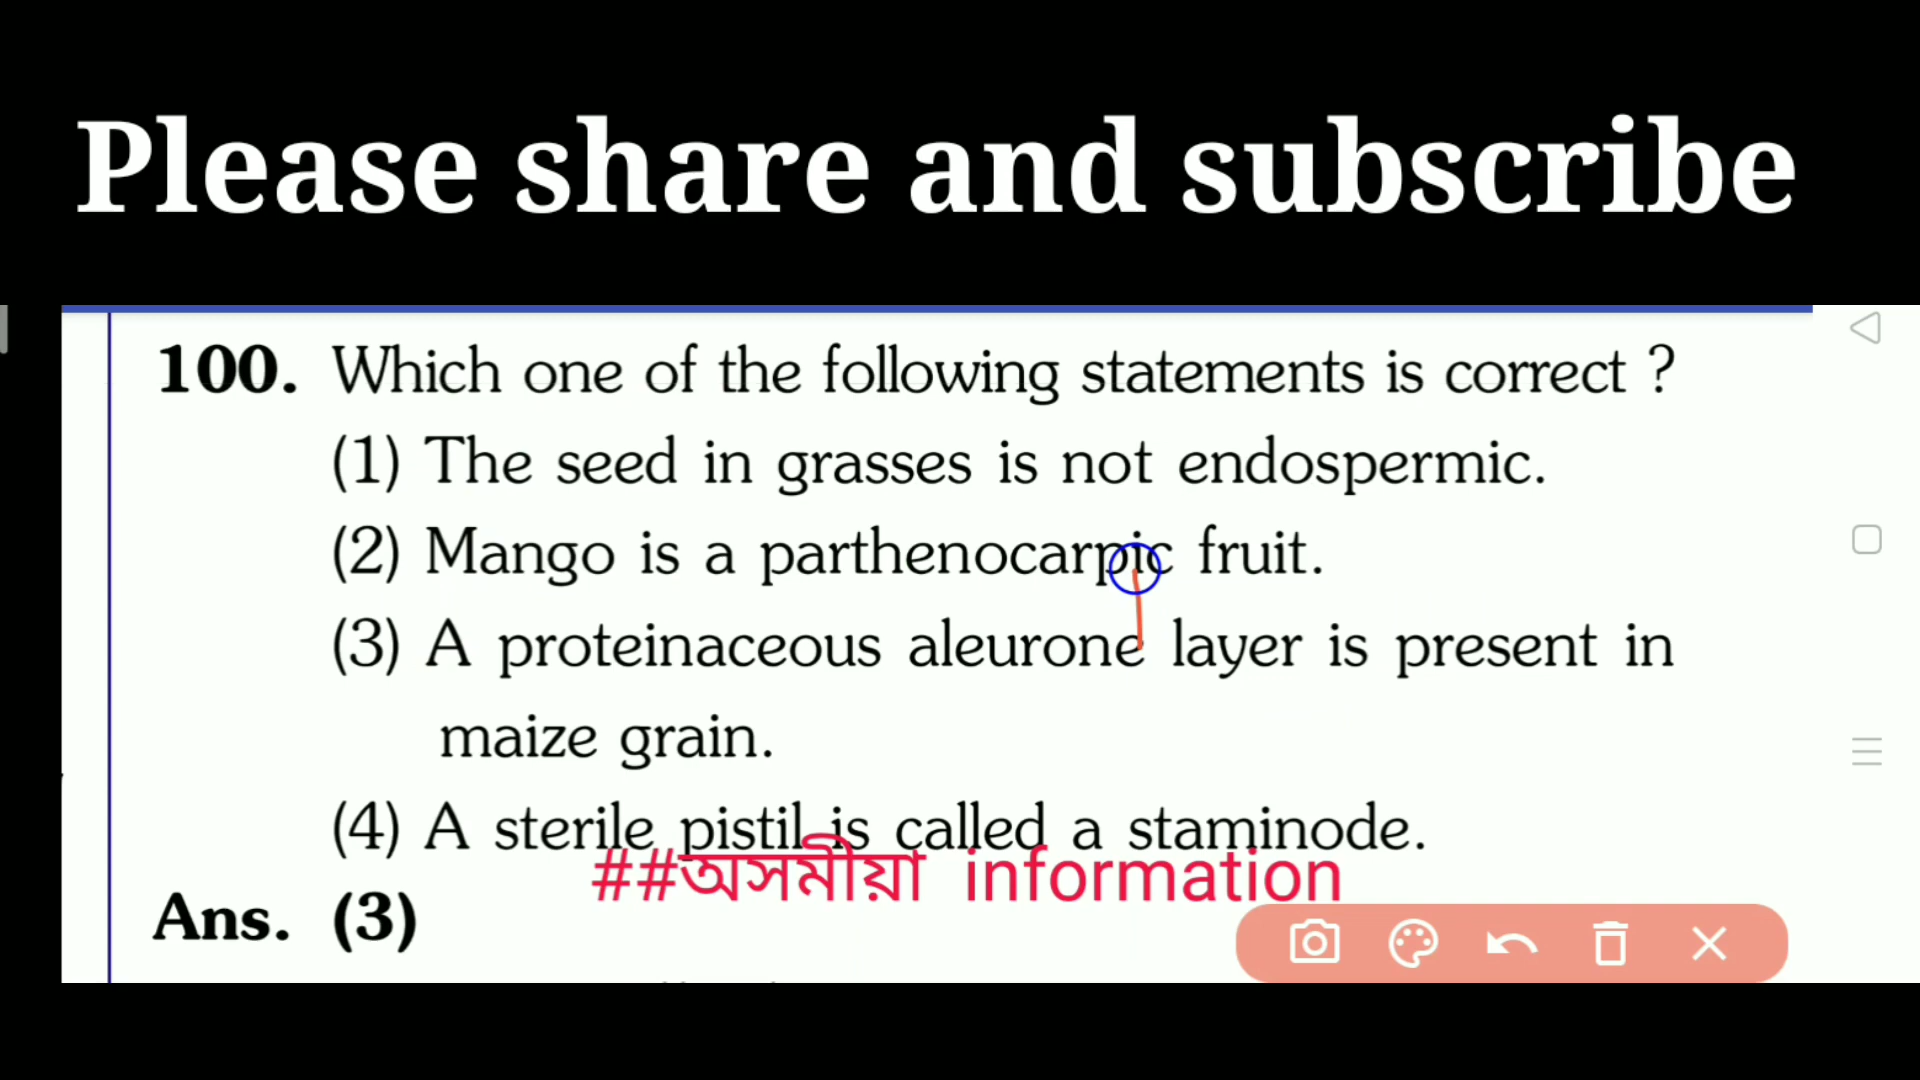 Please share and subscribe
100. Which one of the following statements is correct ?
(1) The seed in grasses is not endospermic.
(2) Mango is a parthenocarpic fruit.
(3) A proteinaceous aleurone layer is present in
maize grain.
(4) A sterile pistil is called a staminode.
##অসমীয়া information
Ans. (3)